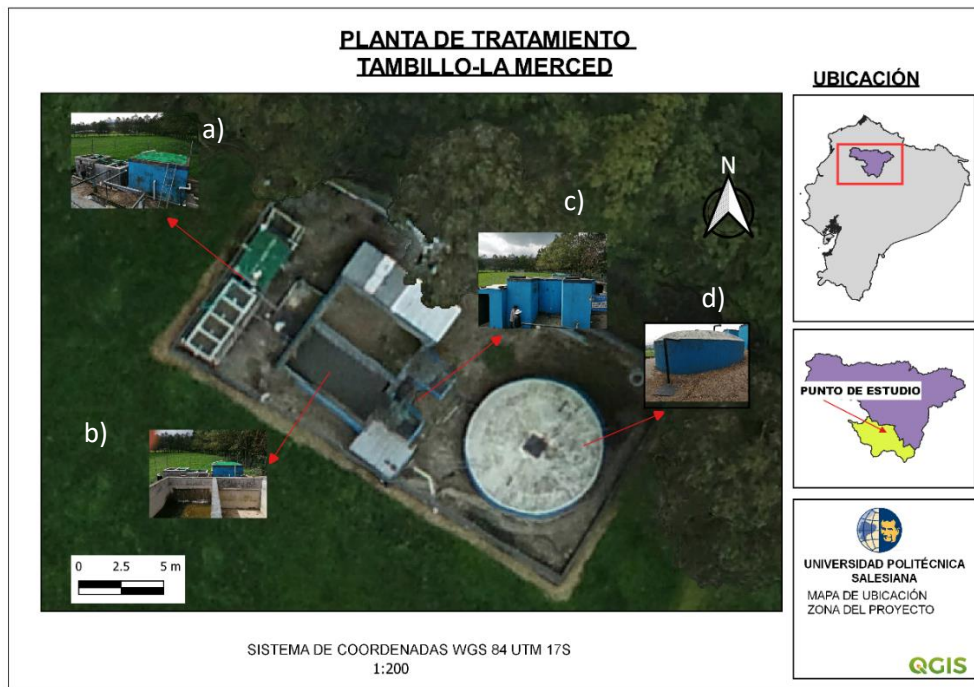 PLANTA DE TRATAMIENTO
TAMBILLO-LA MERCED
UBICACIÓN
a)
N
c)
d)
b)
0 2.5 5 m
PUNTO DE ESTUDIO
UNIVERSIDAD POLITÉCNICA
SALESIANA
MAPA DE UBICACIÓN
ZONA DEL PROYECTO
SISTEMA DE COORDENADAS WGS 84 UTM 17S
1:200
QGIS